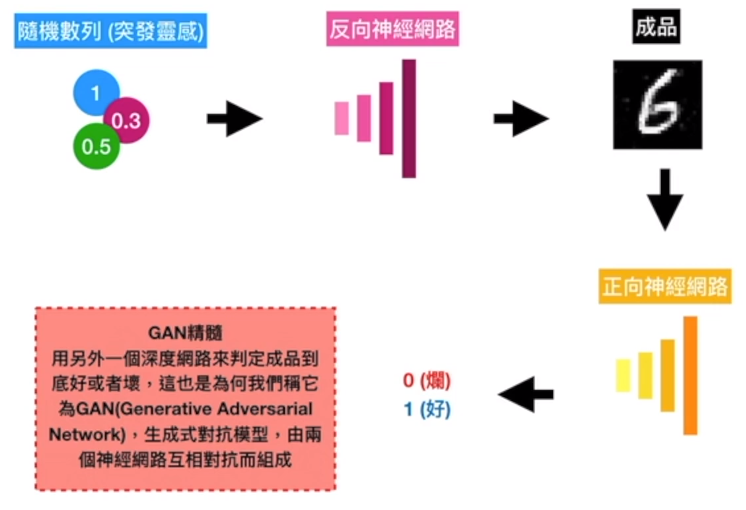 隨機數列 (突發靈感)
反向神經網路
成品
1
0.3
0.5
6
正向神經網路
GAN精髓
用另外一個深度網路來判定成品到
底好或者壞，這也是為何我們稱它
為GAN(Generative Adversarial
Network)，生成式對抗模型，由兩
個神經網路互相對抗而組成
0 (爛)
1 (好)